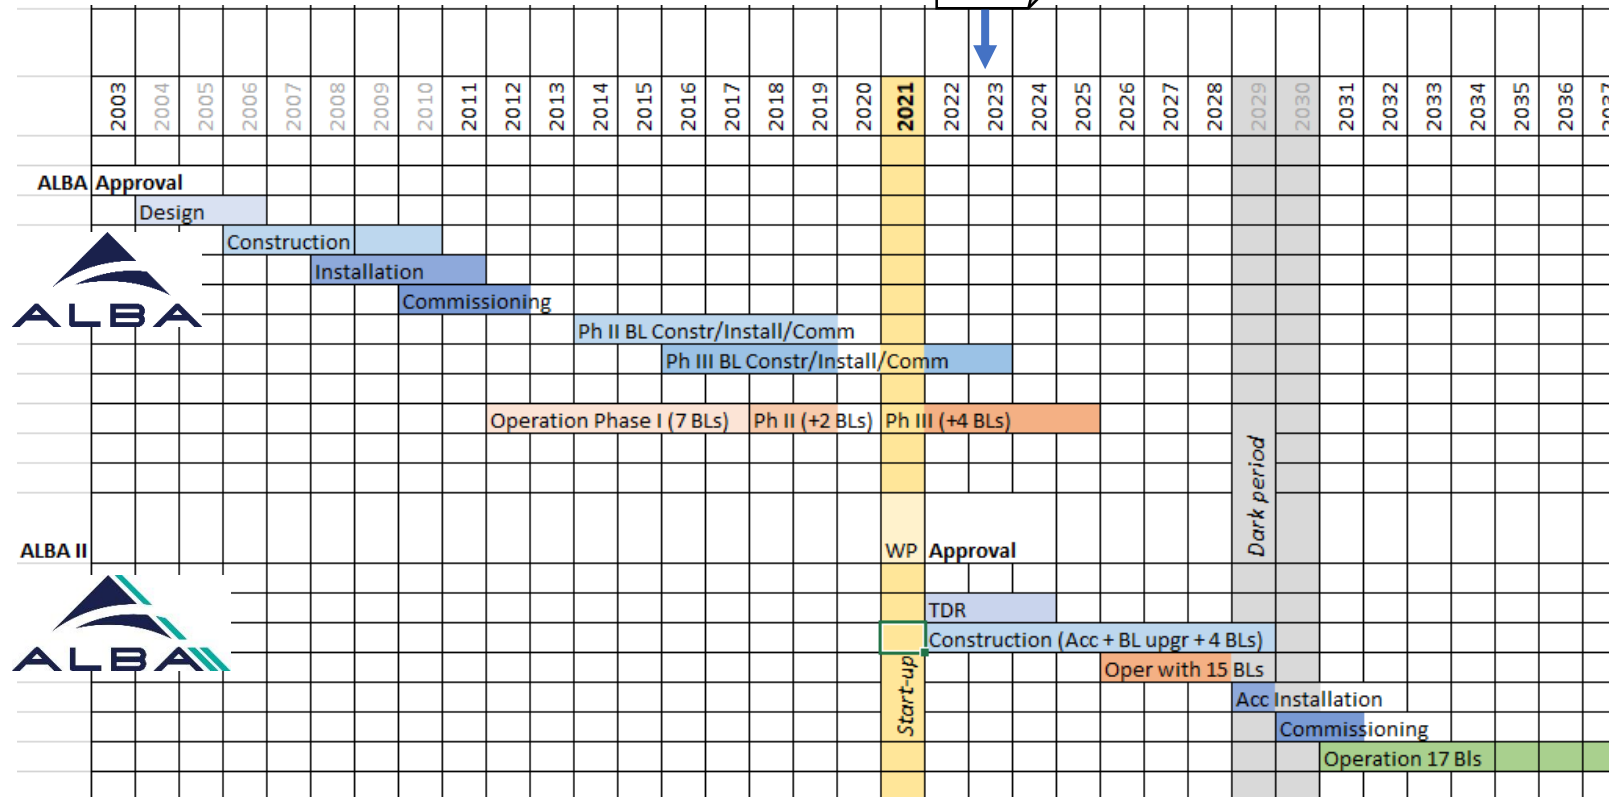 2003 2004 2005 2006 2007 2008 2009 2010 2011 2012 2013 2014 2015 2016 2017 2018 2019 2020 2021 2022 2023 2024 2025 2026 2027 2028 2029 2030 2031 2032 2033 2034 2035 2036 2037
ALBA Approval
Design
Construction
Installation
ALBA
Commissioning
Ph II BL Constr/Install/Comm
Ph III BL Constr/Install/Comm
Operation Phase I (7 BLs) Ph II (+2 BLs) Ph III (+4 BLs)
Dark period
ALBA II WP Approval
TDR
Construction (Acc + BL upgr + 4 BLs)
ALBA
Oper with 15 BLs
Start-up
Acc Installation
Commissioning
Operation 17 Bls